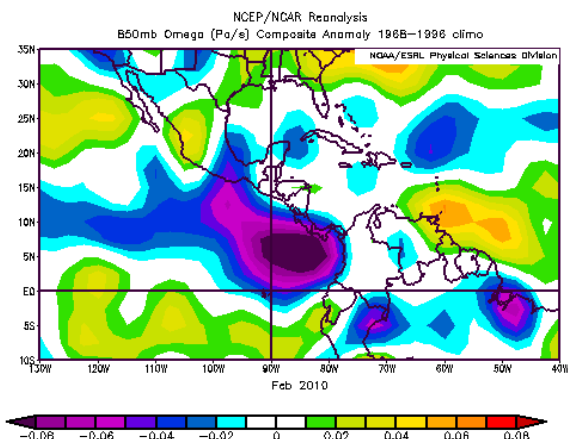 NCEP/NCAR Reanalysis
850mb Omega (Pa/s) Composite Anomaly 1968-1996 climo
NOAA/ESRL Physical Sciences Division
35N
30N
25N
20N
15N
10N
5N
EQ
5S
10S
130W 120W 110W 100W 90W 80W 70W 60W 50W 40W
Feb 2010
-0.08 -0.06 -0.04 -0.02 0 0.02 0.04 0.06 0.08